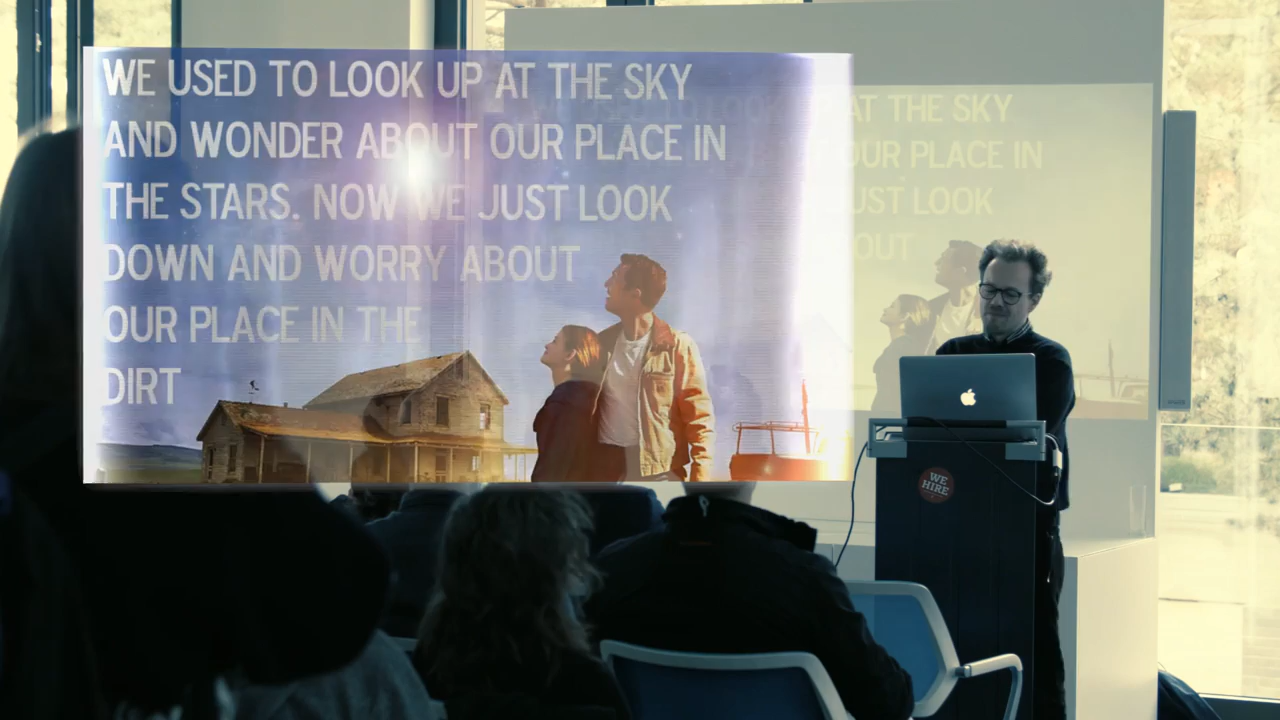 WE USED TO LOOK UP AT THE SKY
AND WONDER ABOUT OUR PLACE IN
THE STARS. NOW WE JUST LOOK
DOWN AND WORRY ABOUT
OUR PLACE IN THE
DIRT
AT THE SKY
OUR PLACE IN
JUST LOOK
OUT
WE
HIRE